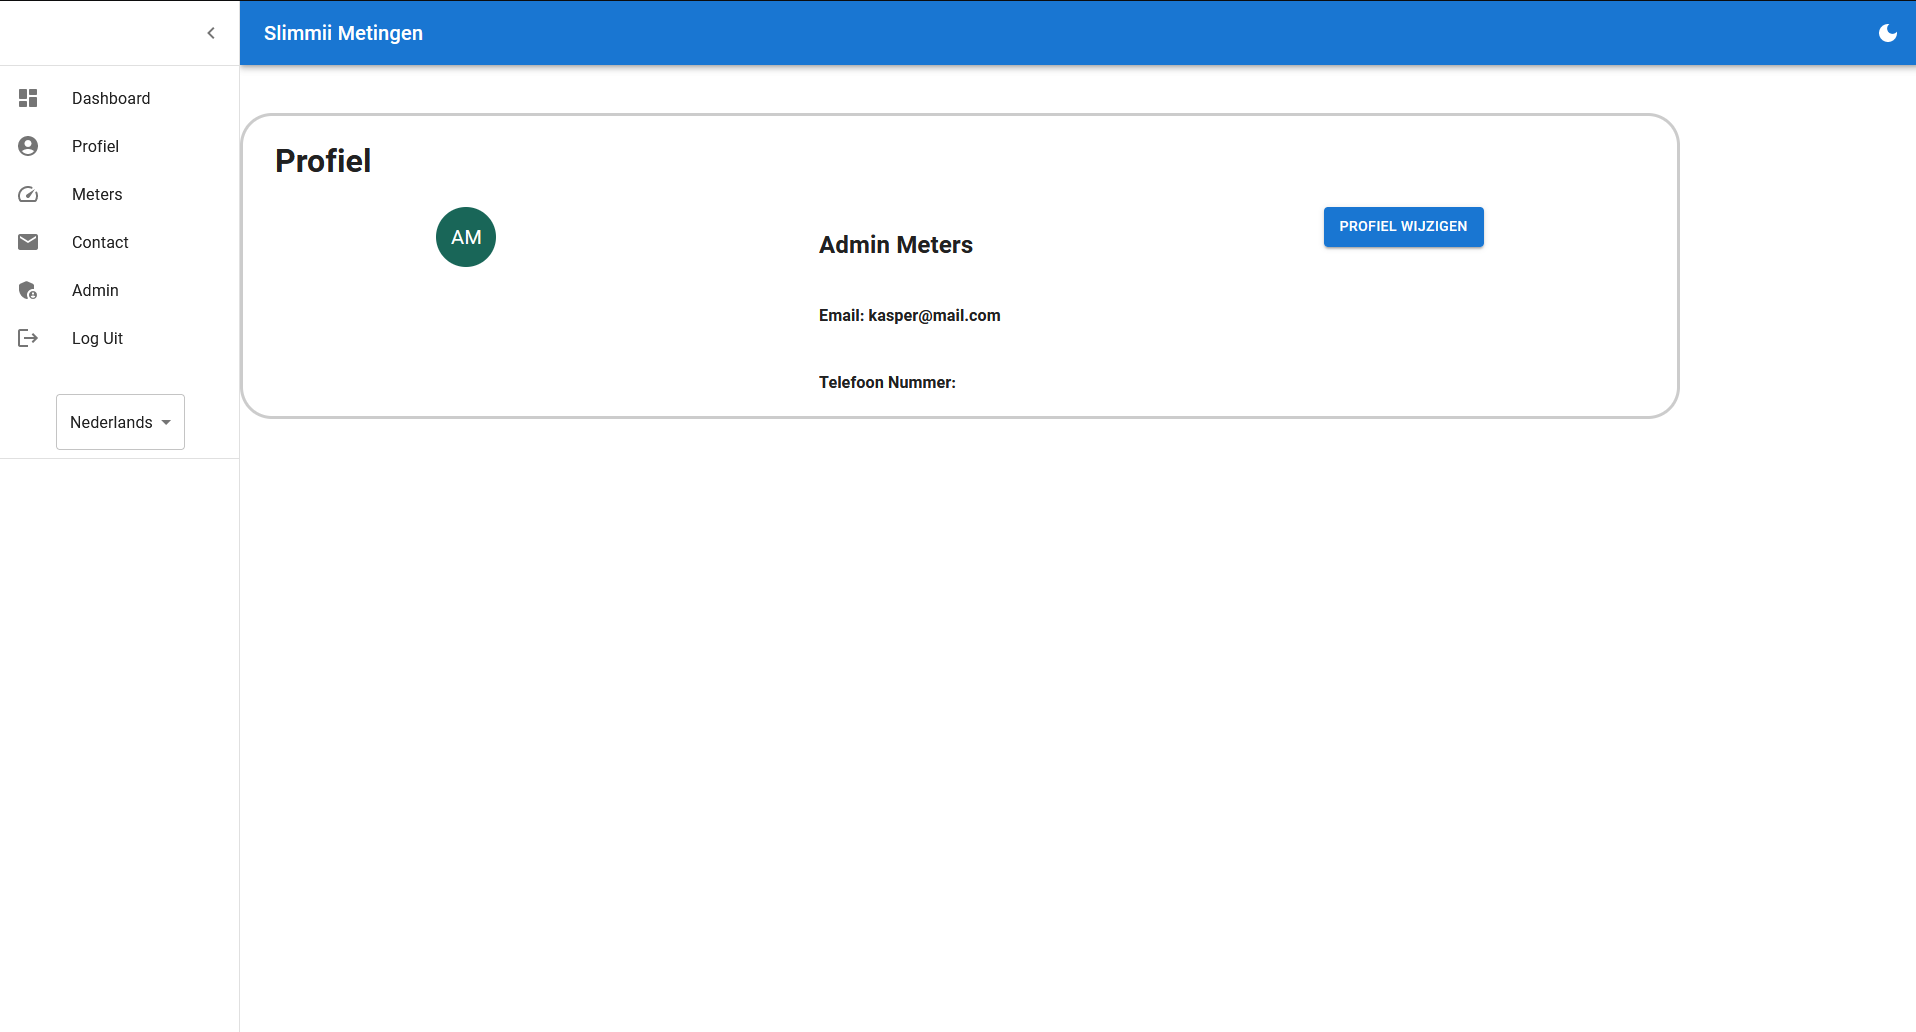 Slimmii Metingen
Dashboard
Profiel
Meters
Contact
Admin
Log Uit
Nederlands
Profiel
AM
Admin Meters
PROFIEL WIJZIGEN
Email: kasper@mail.com
Telefoon Nummer: